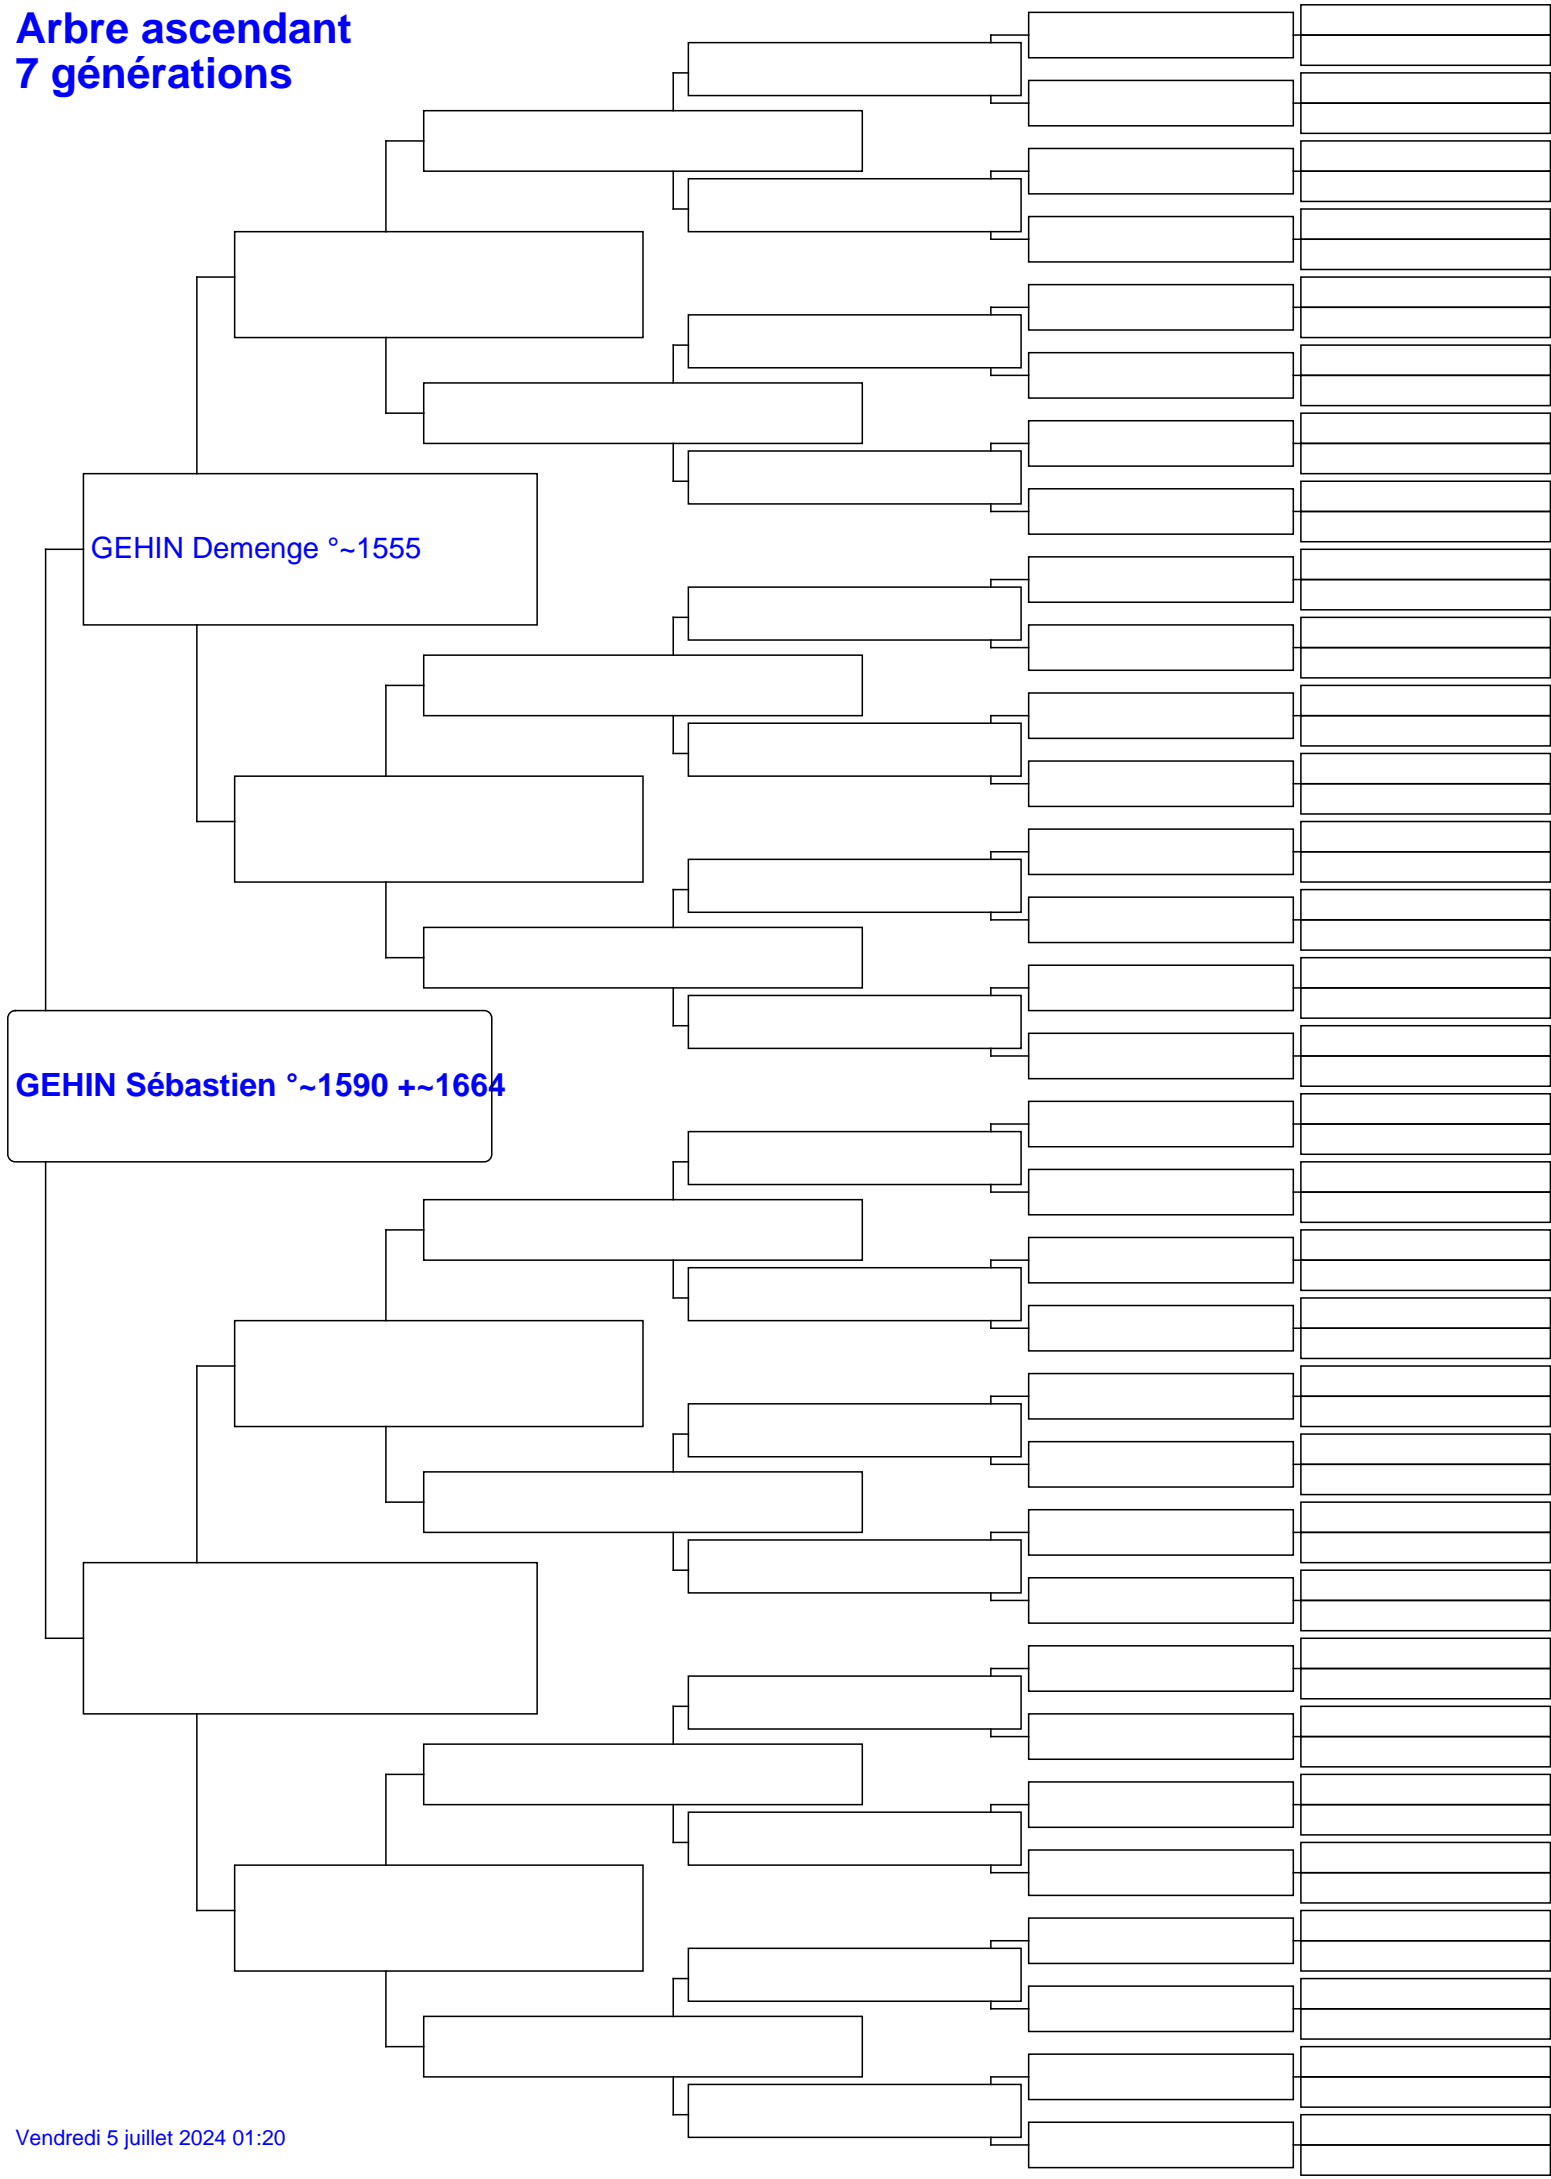 Arbre ascendant
7 générations
GEHIN Demenge °~1555
GEHIN Sébastien °~1590 +~1664
Vendredi 5 juillet 2024 01:20